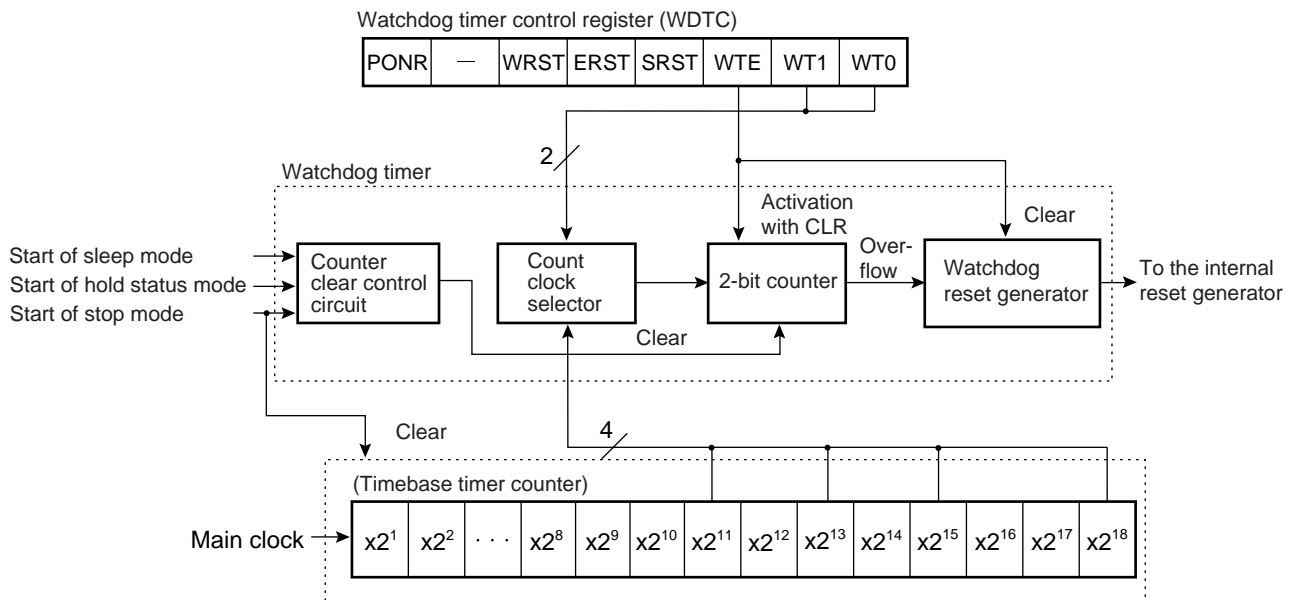 Watchdog timer control register (WDTC)
PONR — WRST ERST SRST WTE WT1 WT0
2
Watchdog timer
Activation
with CLR
Clear
Over-
flow
Start of sleep mode
Start of hold status mode
Start of stop mode
Counter
clear control
circuit
Count
clock
selector
2-bit counter
Watchdog
reset generator
To the internal
reset generator
Clear
Clear
4
(Timebase timer counter)
Main clock
x2¹ x2² · · · x2⁸ x2⁹ x2¹⁰ x2¹¹ x2¹² x2¹³ x2¹⁴ x2¹⁵ x2¹⁶ x2¹⁷ x2¹⁸